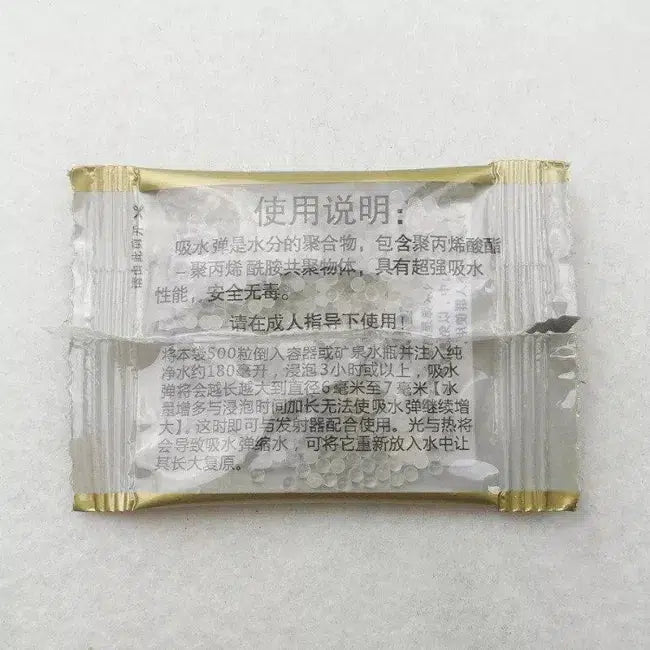 使用说明:
吸水弹是水分的聚合物，包含聚丙烯酸酯
–聚丙烯酰胺共聚物体，具有超强吸水
性能，安全无毒。
请在成人指导下使用！
将本袋500粒倒入容器或矿泉水瓶并注入纯
净水约180毫升，浸泡3小时或以上，吸水
弹将会越长越大到直径6毫米至7毫米【水
量增多与浸泡时间加长无法使吸水弹继续增
大】，这时即可与发射器配合使用。光与热将
会导致吸水弹缩水，可将它重新放入水中让
其长大复原。